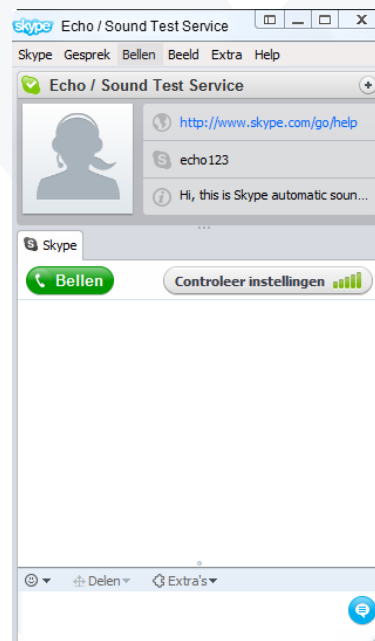 skype Echo / Sound Test Service
Skype Gesprek Bellen Beeld Extra Help
Echo / Sound Test Service
http://www.skype.com/go/help
echo123
Hi, this is Skype automatic soun...
Skype
Bellen Controleer instellingen
Delen Extra's